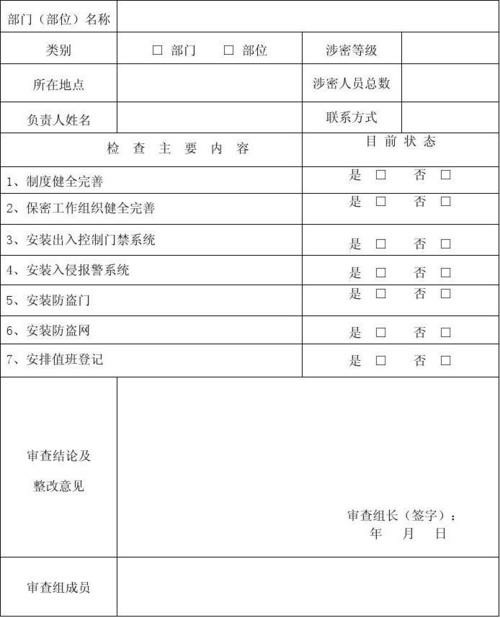 部门（部位）名称
类别 □ 部门 □ 部位 涉密等级
所在地点 涉密人员总数
负责人姓名 联系方式
检 查 主 要 内 容 目 前 状 态
1、制度健全完善 是 □ 否 □
2、保密工作组织健全完善 是 □ 否 □
3、安装出入控制门禁系统 是 □ 否 □
4、安装入侵报警系统 是 □ 否 □
5、安装防盗门 是 □ 否 □
6、安装防盗网 是 □ 否 □
7、安排值班登记 是 □ 否 □
审查结论及
整改意见
审查组长（签字）：
年 月 日
审查组成员